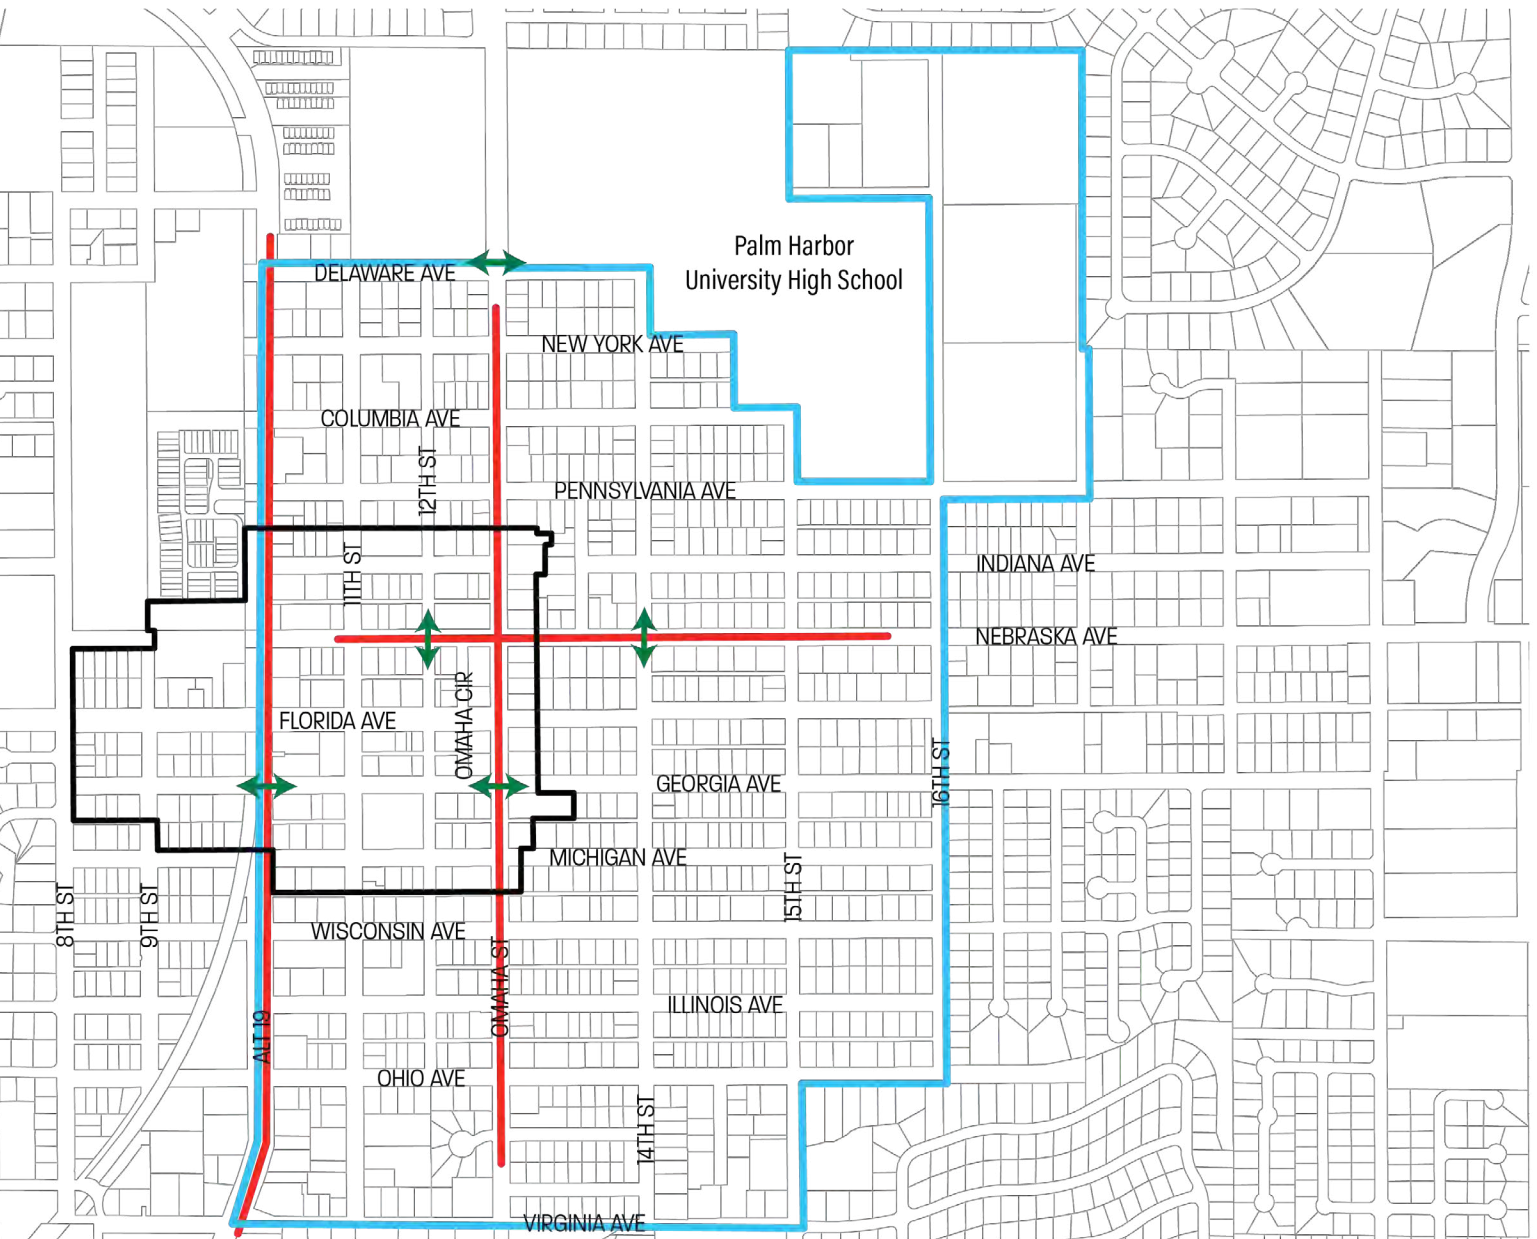 Palm Harbor
University High School
DELAWARE AVE
NEW YORK AVE
COLUMBIA AVE
12TH ST
PENNSYLVANIA AVE
11TH ST
INDIANA AVE
NEBRASKA AVE
OMAHA CIR
FLORIDA AVE
16TH ST
GEORGIA AVE
MICHIGAN AVE
15TH ST
8TH ST
9TH ST
WISCONSIN AVE
OMAHA ST
ILLINOIS AVE
ALT 19
OHIO AVE
14TH ST
VIRGINIA AVE